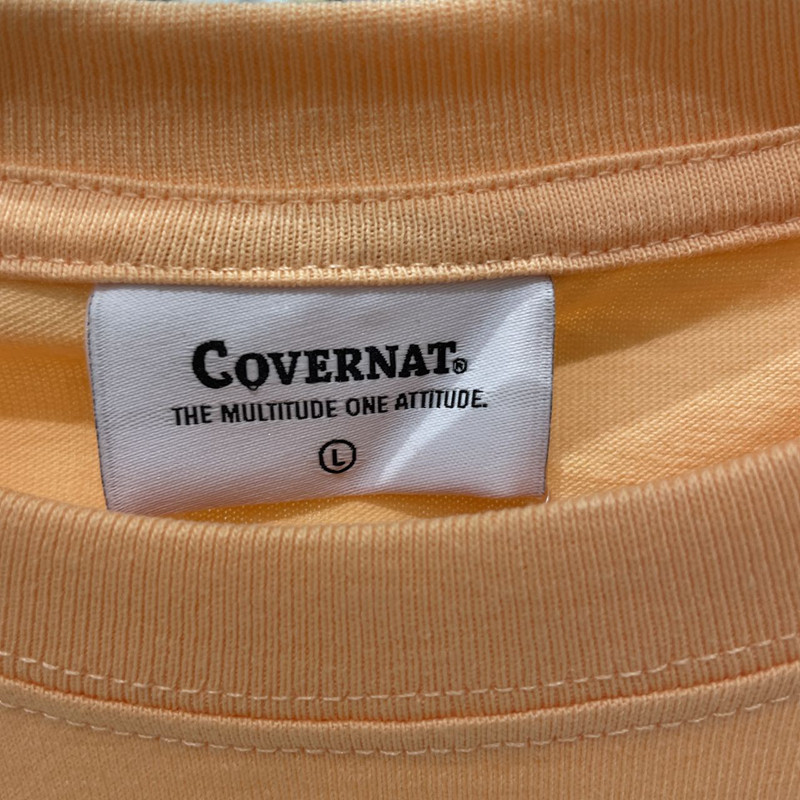 COVERNAT®
THE MULTITUDE ONE ATTITUDE.
L